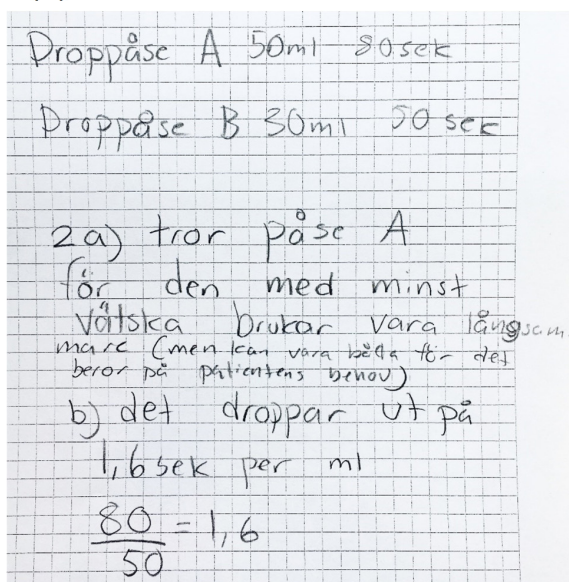 Droppåse A 50ml 80sek
Droppåse B 30ml 50 sek
2a) tror påse A
för den med minst
vätska brukar vara långsam
mare (men kan vara båda för det
beror på patientens behov)
b) det droppar ut på
1,6 sek per ml
80/50 = 1,6